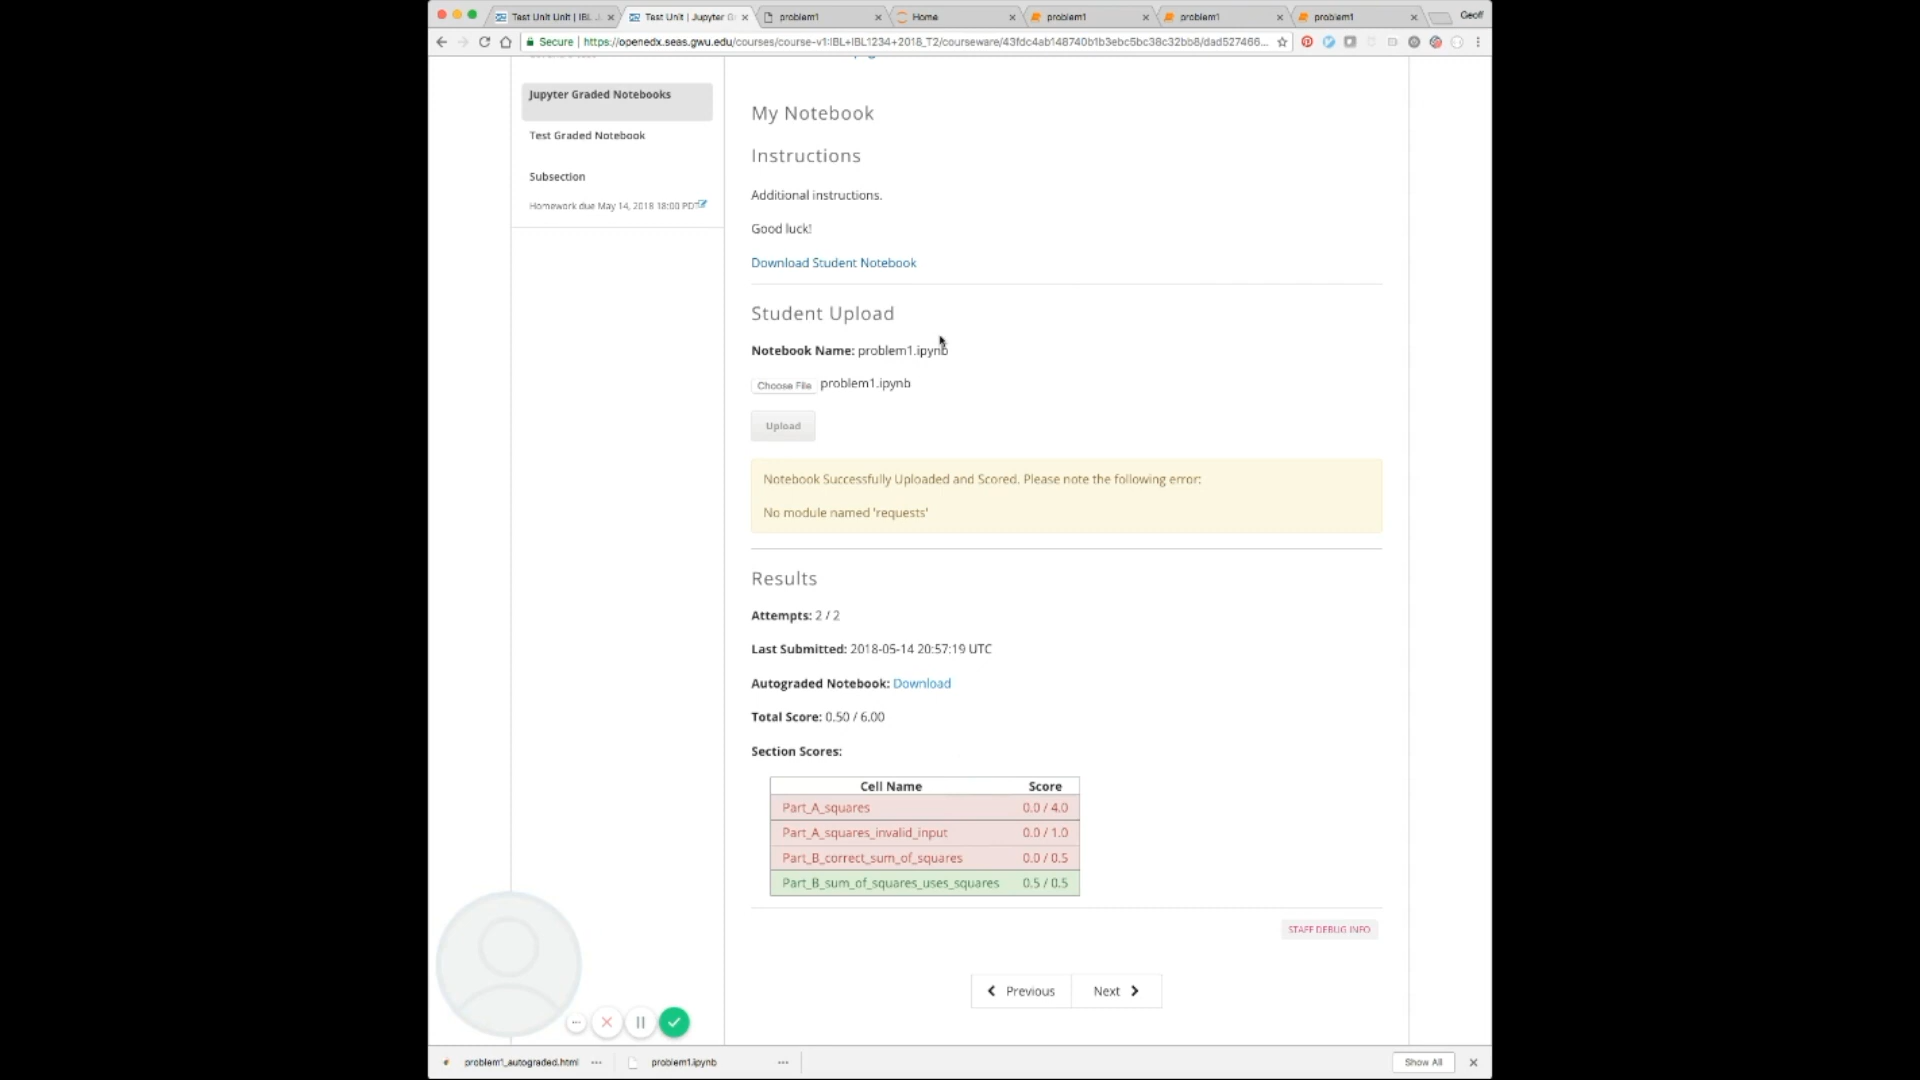 Test Unit Unit | IBL J
Test Unit | Jupyter Gr
problem1
Home
problem1
problem1
problem1
Geoff
Secure
https://openedx.seas.gwu.edu/courses/course-v1:IBL+IBL1234+2018_T2/courseware/43fdc4ab148740b1b3ebc5bc38c32bb8/dad527466...
Jupyter Graded Notebooks
Test Graded Notebook
Subsection
Homework due May 14, 2018 18:00 PDT
My Notebook
Instructions
Additional instructions.
Good luck!
Download Student Notebook
Student Upload
Notebook Name: problem1.ipynb
Choose File problem1.ipynb
Upload
Notebook Successfully Uploaded and Scored. Please note the following error:
No module named 'requests'
Results
Attempts: 2 / 2
Last Submitted: 2018-05-14 20:57:19 UTC
Autograded Notebook: Download
Total Score: 0.50 / 6.00
Section Scores:
Cell Name Score
Part_A_squares 0.0 / 4.0
Part_A_squares_invalid_input 0.0 / 1.0
Part_B_correct_sum_of_squares 0.0 / 0.5
Part_B_sum_of_squares_uses_squares 0.5 / 0.5
STAFF DEBUG INFO
Previous
Next
problem1_autograded.html
problem1.ipynb
Show All